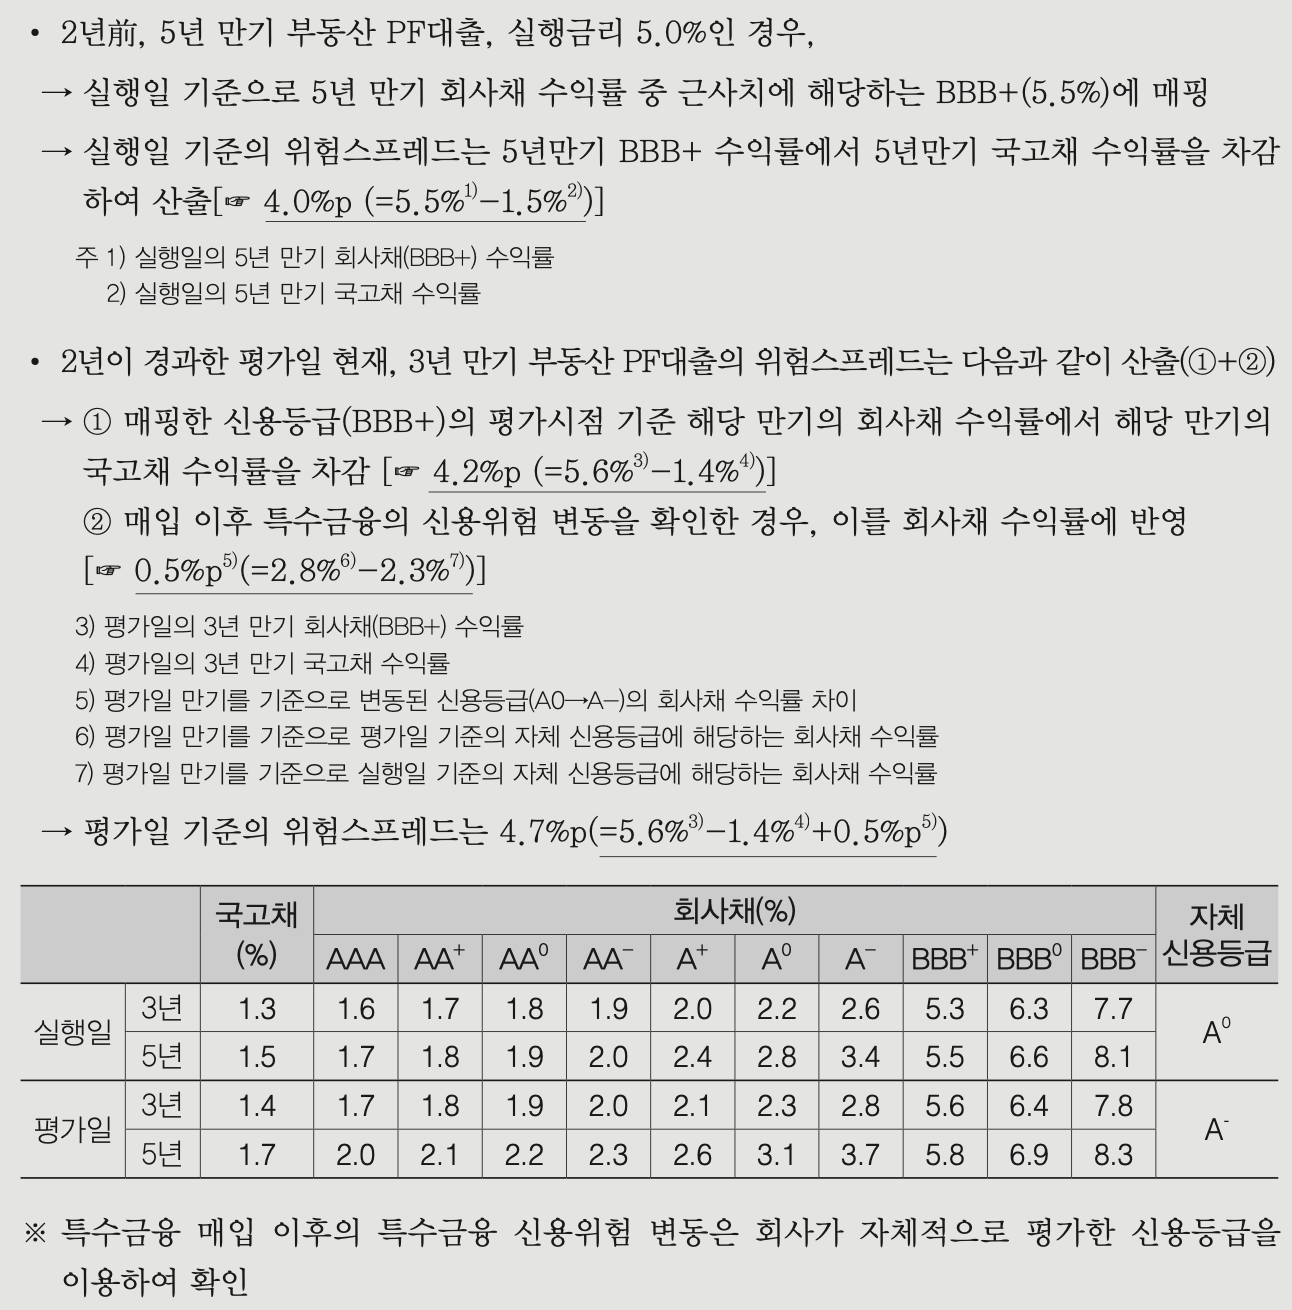 • 2년前, 5년 만기 부동산 PF대출, 실행금리 5.0%인 경우,
→ 실행일 기준으로 5년 만기 회사채 수익률 중 근사치에 해당하는 BBB+(5.5%)에 매핑
→ 실행일 기준의 위험스프레드는 5년만기 BBB+ 수익률에서 5년만기 국고채 수익률을 차감
하여 산출[☞ 4.0%p (=5.5%1)−1.5%2))]
주 1) 실행일의 5년 만기 회사채(BBB+) 수익률
2) 실행일의 5년 만기 국고채 수익률
• 2년이 경과한 평가일 현재, 3년 만기 부동산 PF대출의 위험스프레드는 다음과 같이 산출(①+②)
→ ① 매핑한 신용등급(BBB+)의 평가시점 기준 해당 만기의 회사채 수익률에서 해당 만기의
국고채 수익률을 차감 [☞ 4.2%p (=5.6%3)−1.4%4))]
② 매입 이후 특수금융의 신용위험 변동을 확인한 경우, 이를 회사채 수익률에 반영
[☞ 0.5%p5)(=2.8%6)−2.3%7))]
3) 평가일의 3년 만기 회사채(BBB+) 수익률
4) 평가일의 3년 만기 국고채 수익률
5) 평가일 만기를 기준으로 변동된 신용등급(A0→A−)의 회사채 수익률 차이
6) 평가일 만기를 기준으로 평가일 기준의 자체 신용등급에 해당하는 회사채 수익률
7) 평가일 만기를 기준으로 실행일 기준의 자체 신용등급에 해당하는 회사채 수익률
→ 평가일 기준의 위험스프레드는 4.7%p(=5.6%3)−1.4%4)+0.5%p5))
국고채 (%) 회사채(%) 자체 신용등급
AAA AA+ AA0 AA− A+ A0 A− BBB+ BBB0 BBB−
실행일 3년 1.3 1.6 1.7 1.8 1.9 2.0 2.2 2.6 5.3 6.3 7.7 A0
5년 1.5 1.7 1.8 1.9 2.0 2.4 2.8 3.4 5.5 6.6 8.1
평가일 3년 1.4 1.7 1.8 1.9 2.0 2.1 2.3 2.8 5.6 6.4 7.8 A-
5년 1.7 2.0 2.1 2.2 2.3 2.6 3.1 3.7 5.8 6.9 8.3
※ 특수금융 매입 이후의 특수금융 신용위험 변동은 회사가 자체적으로 평가한 신용등급을
이용하여 확인